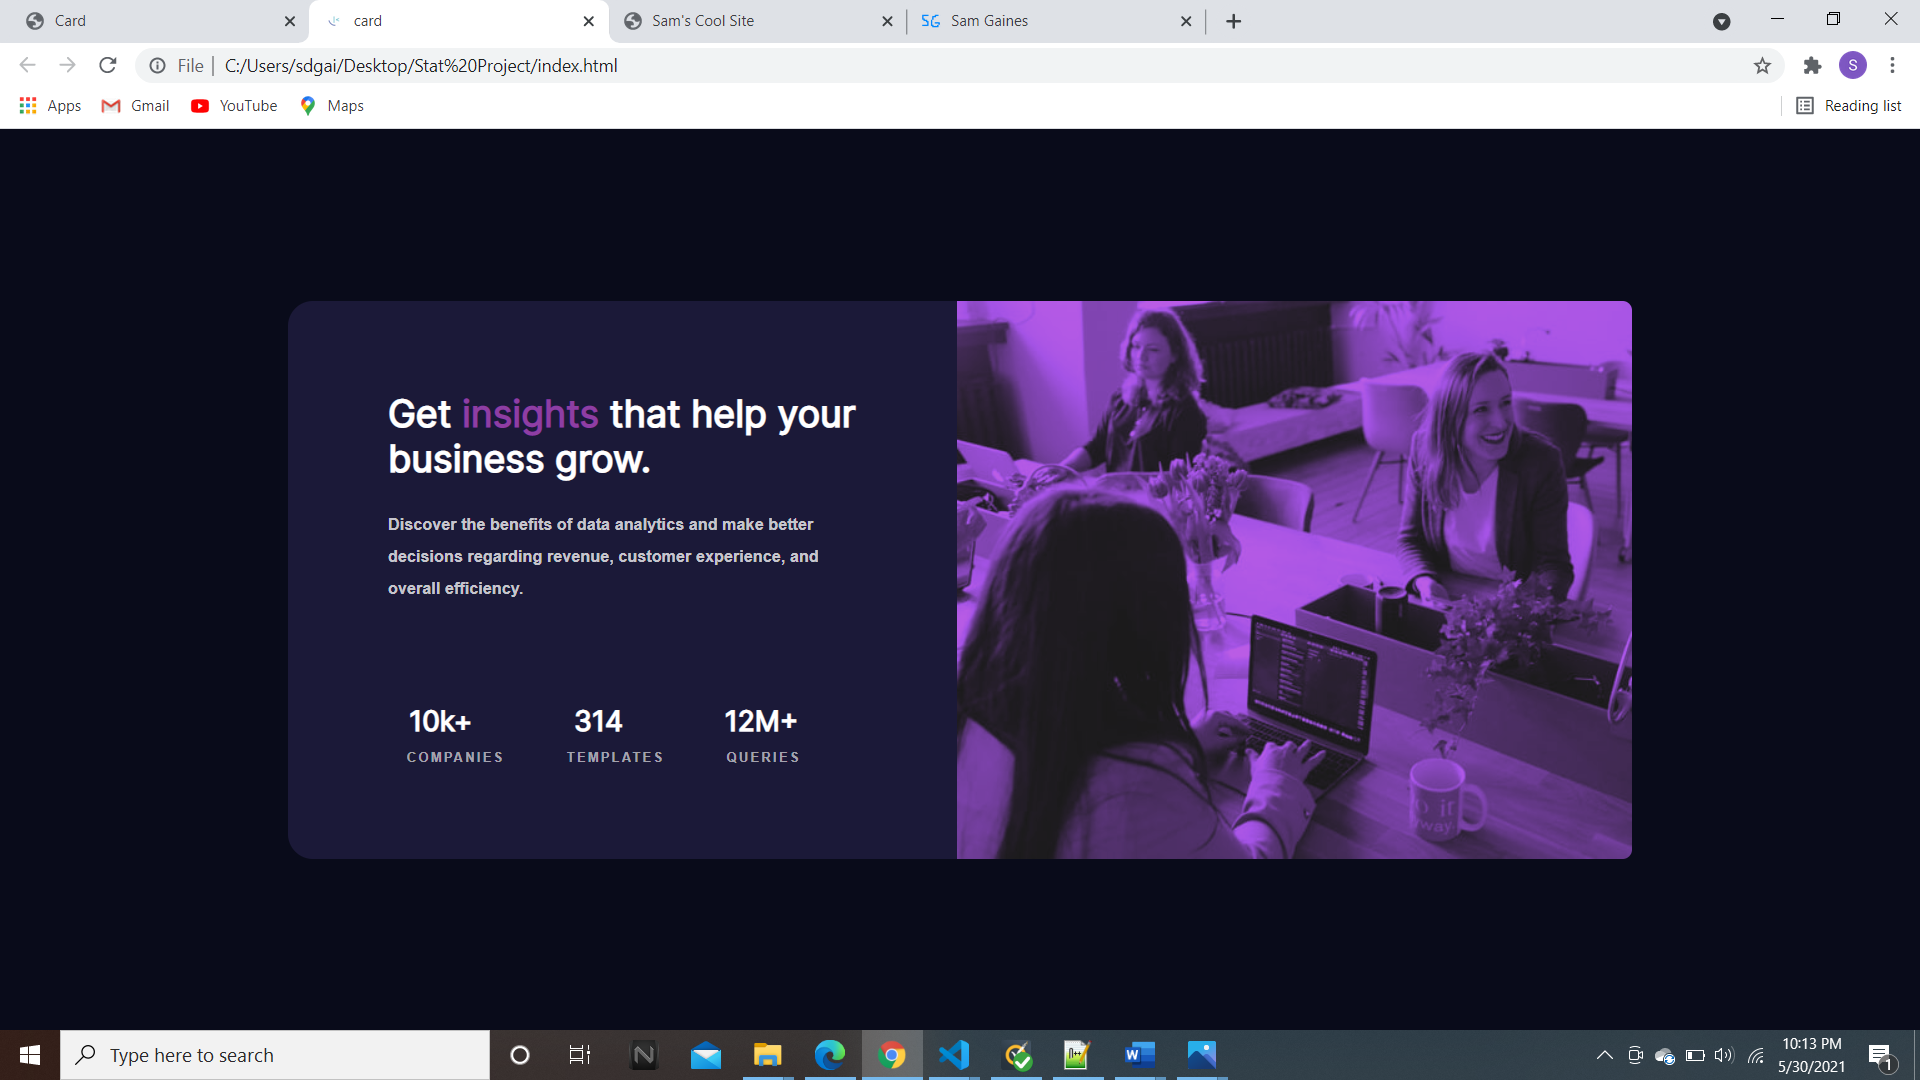 Card
card
Sam's Cool Site
SG Sam Gaines
File C:/Users/sdgai/Desktop/Stat%20Project/index.html
S
Apps Gmail YouTube Maps Reading list
Get insights that help your
business grow.
Discover the benefits of data analytics and make better
decisions regarding revenue, customer experience, and
overall efficiency.
10k+ 314 12M+
COMPANIES TEMPLATES QUERIES
Type here to search
10:13 PM
5/30/2021
1